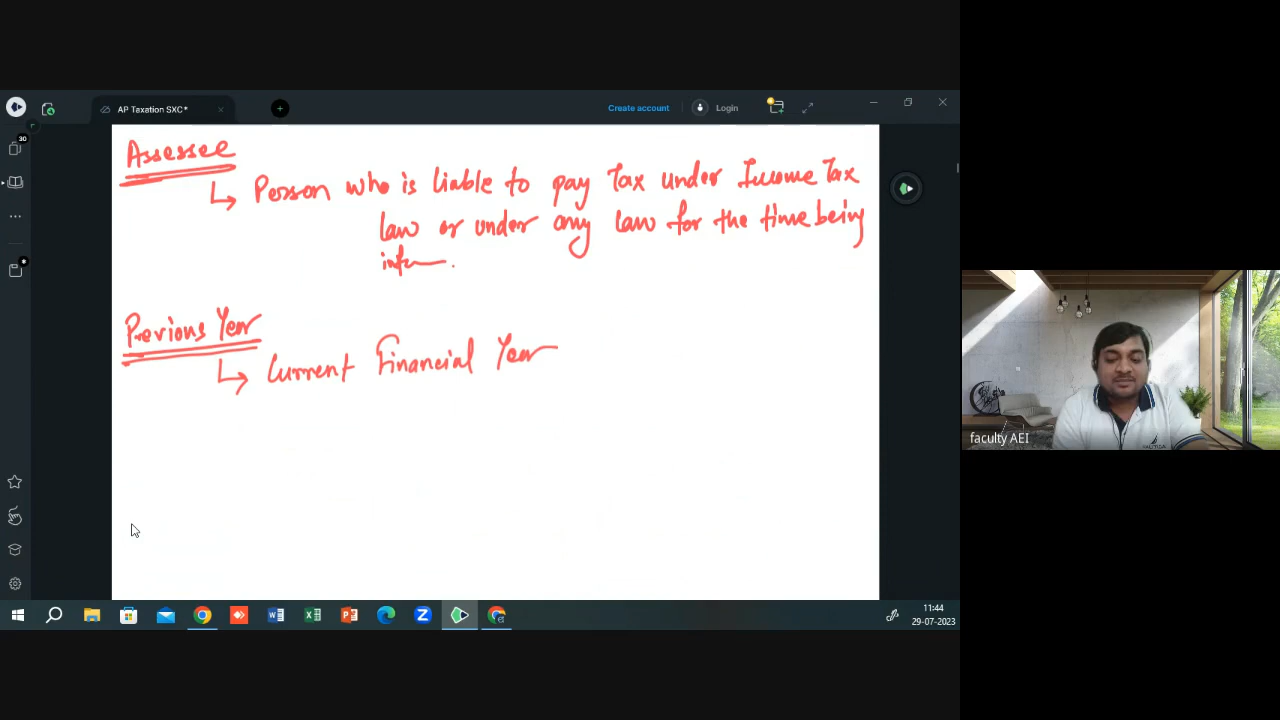 AP Taxation SXC*
Create account
Login
30
Assessee
Person who is liable to pay Tax under Income Tax
law or under any law for the time being
Previous Year
Current Financial Year
faculty AEI
11:44
29-07-2023